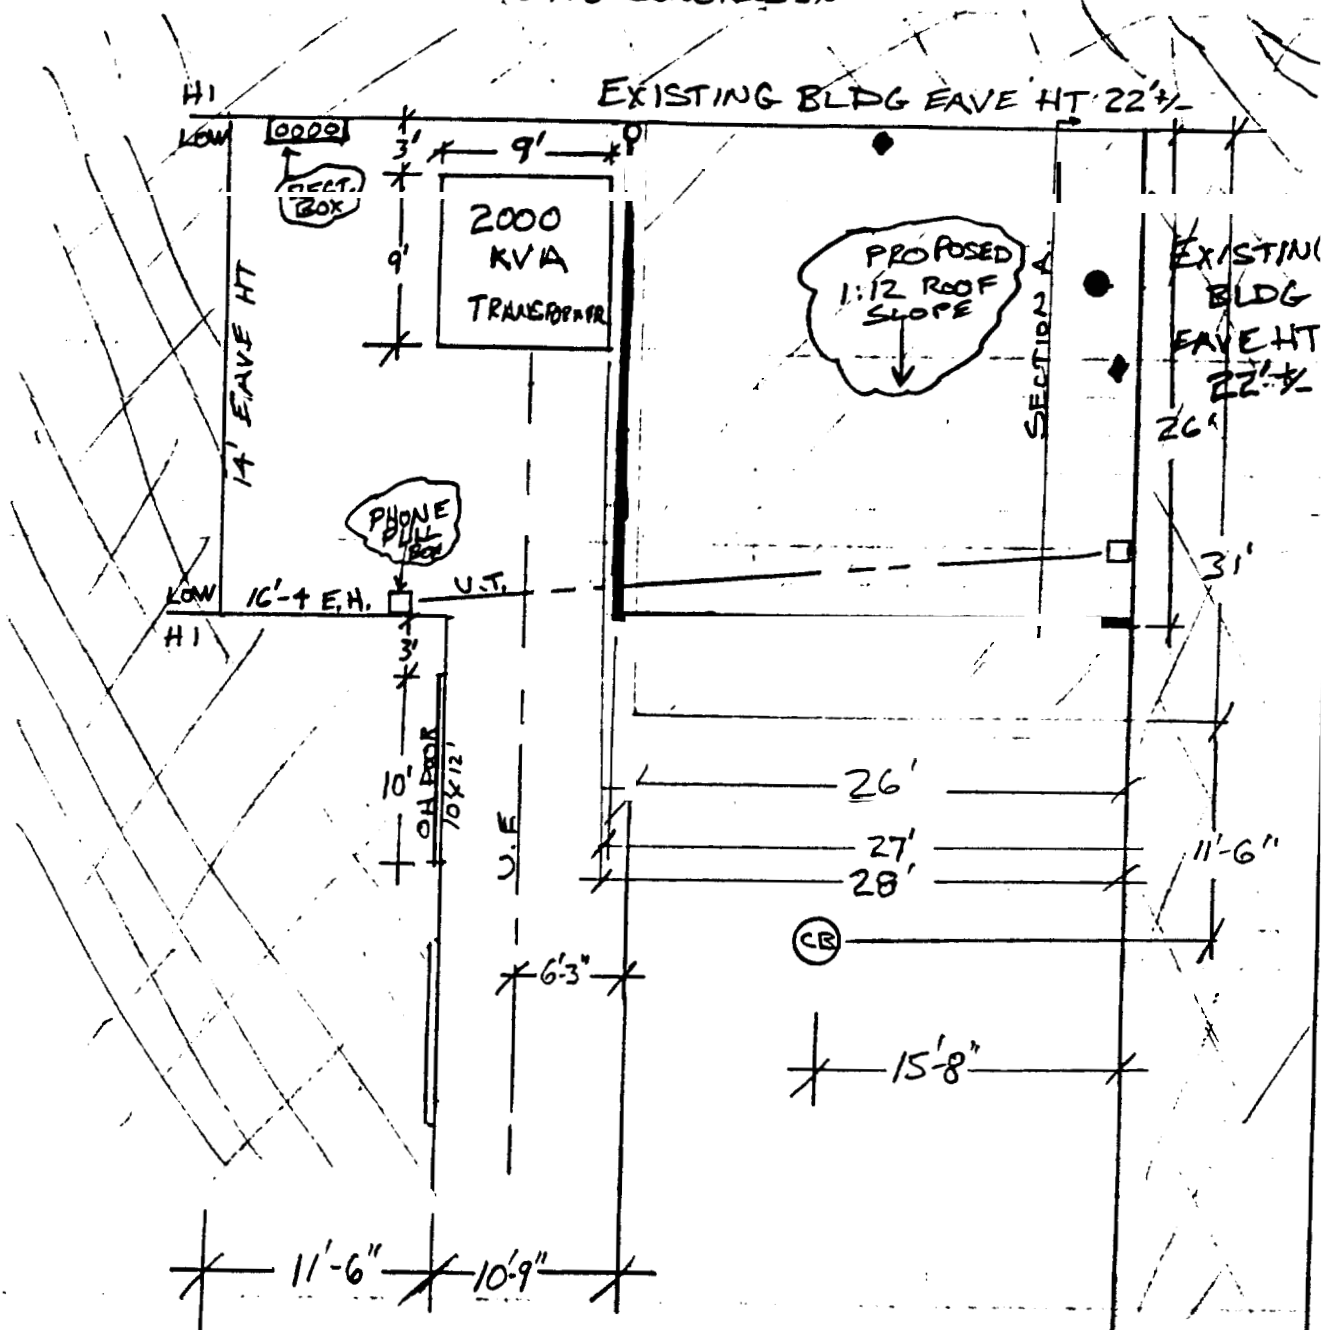 EXISTING BLDG EAVE HT 22'+/-
HI
LOW
BOX
3'
9'
9'
2000
KVA
TRANSFORMER
14' EAVE HT
PROPOSED
1:12 ROOF
SLOPE
SECTION A
EXISTING
BLDG
EAVE HT
22'+/-
26'
31'
PHONE
PULL
BOX
U.T.
LOW
16'-4 E.H.
HI
3'
10'
OH DOOR
10'x12'
U.E
26'
27'
28'
11'-6"
CB
6'-3"
15'-8"
11'-6"
10'-9"